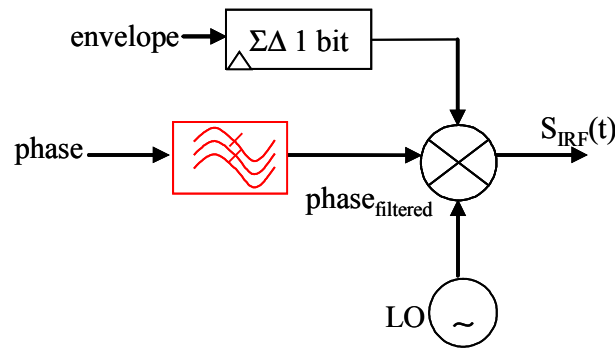 envelope
ΣΔ 1 bit
phase
phase_filtered
S_IRF(t)
LO
~